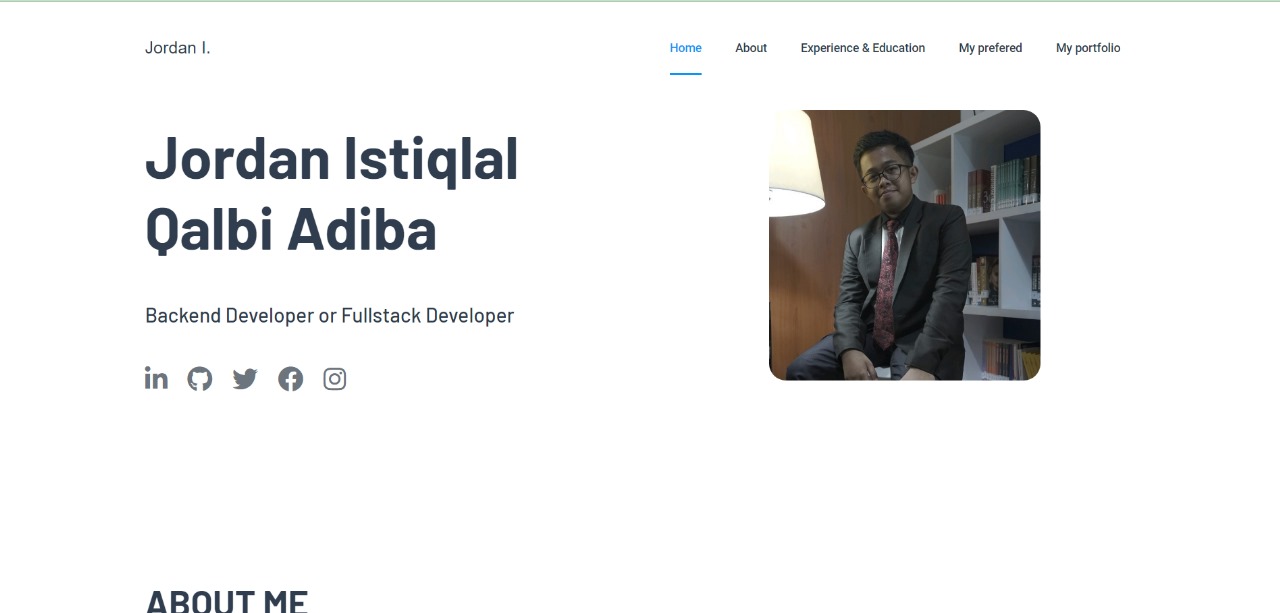 Jordan I.
Home About Experience & Education My prefered My portfolio
Jordan Istiqlal
Qalbi Adiba
Backend Developer or Fullstack Developer
ABOUT ME